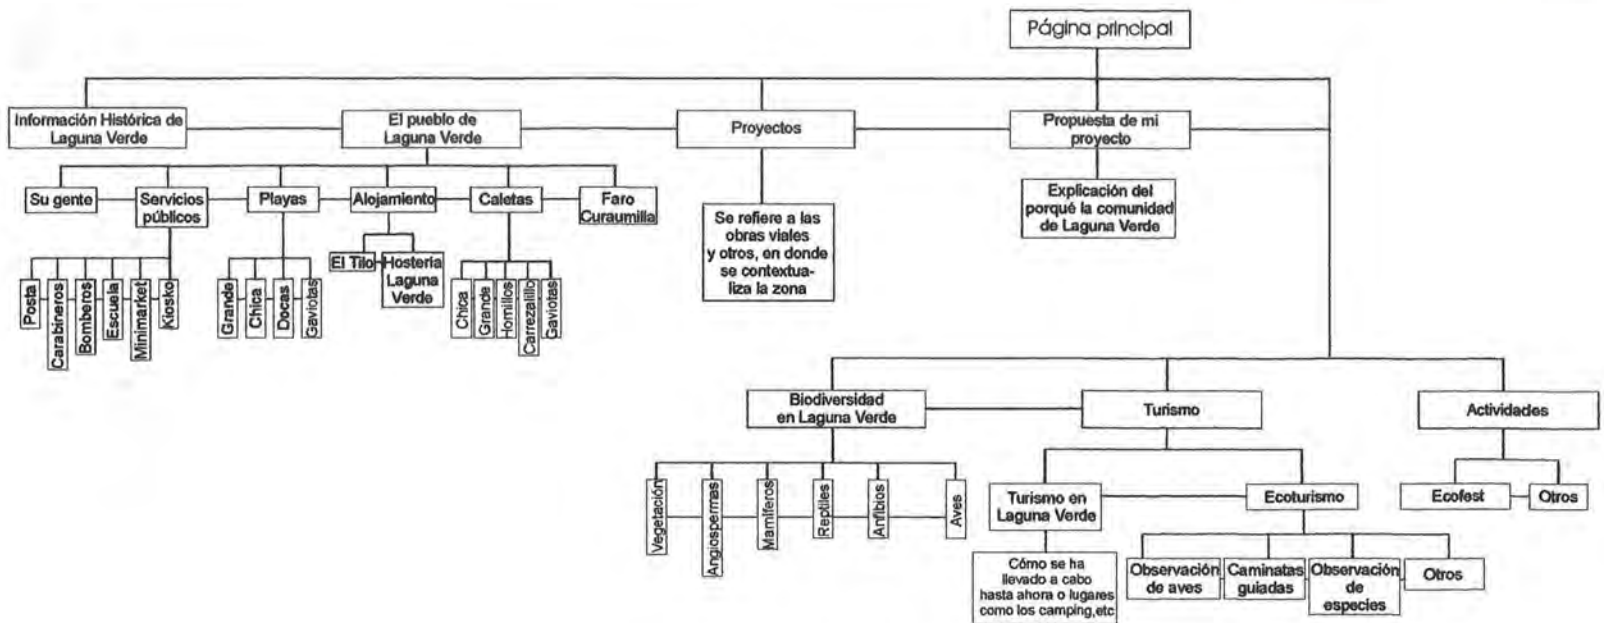 Página principal
Información Histórica de
Laguna Verde
El pueblo de
Laguna Verde
Proyectos
Propuesta de mi
proyecto
Su gente
Servicios
públicos
Playas
Alojamiento
Caletas
Faro
Curaumilla
Se refiere a las
obras viales
y otros, en donde
se contextua-
liza la zona
Explicación del
porqué la comunidad
de Laguna Verde
Posta
Carabineros
Bomberos
Escuela
Minimarket
Kiosko
Grande
Chica
Docas
Gaviotas
El Tilo
Hostería
Laguna
Verde
Chica
Grande
Hornillos
Carrezalillo
Gaviotas
Biodiversidad
en Laguna Verde
Turismo
Actividades
Vegetación
Angiospermas
Mamíferos
Reptiles
Anfibios
Aves
Turismo en
Laguna Verde
Ecoturismo
Ecofest
Otros
Cómo se ha
llevado a cabo
hasta ahora o lugares
como los camping,etc
Observación
de aves
Caminatas
guiadas
Observación
de
especies
Otros